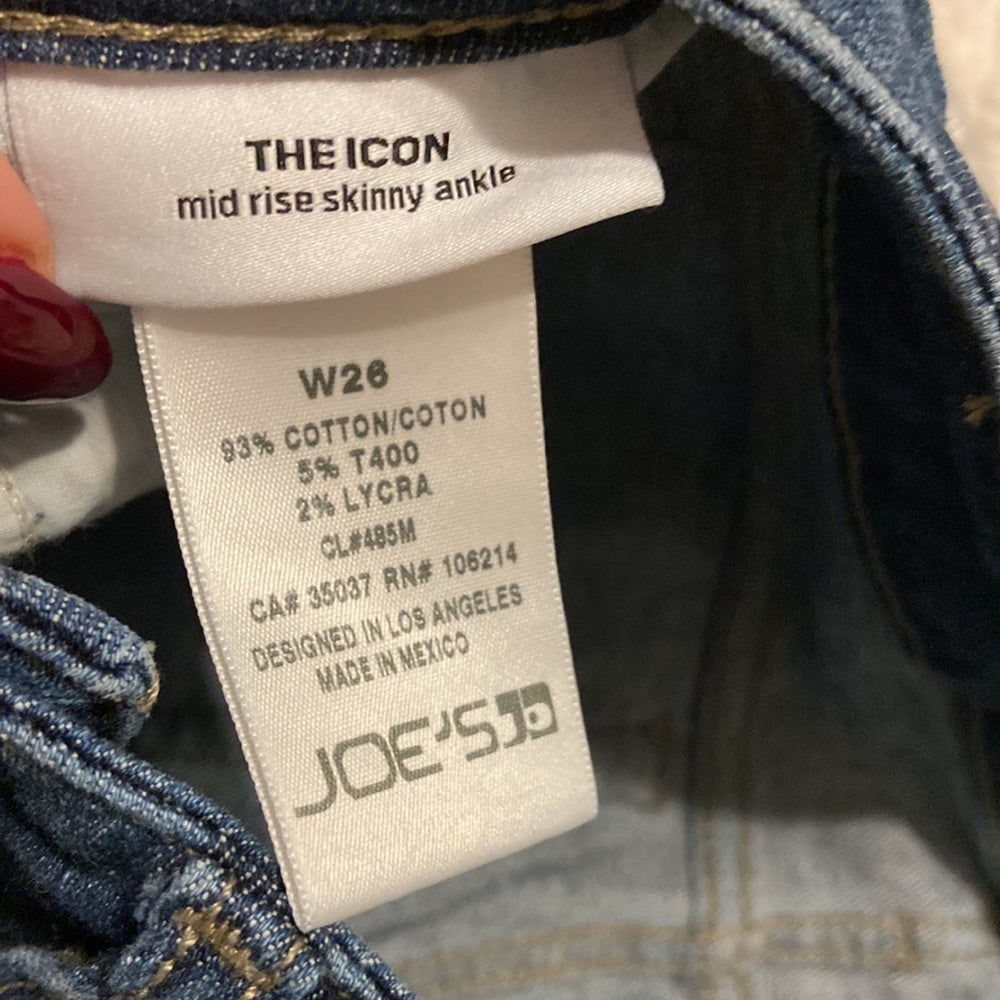 THE ICON
mid rise skinny ankle
W26
93% COTTON/COTON
5% T400
2% LYCRA
CL#485M
CA# 35037 RN# 106214
DESIGNED IN LOS ANGELES
MADE IN MEXICO
JOE'S